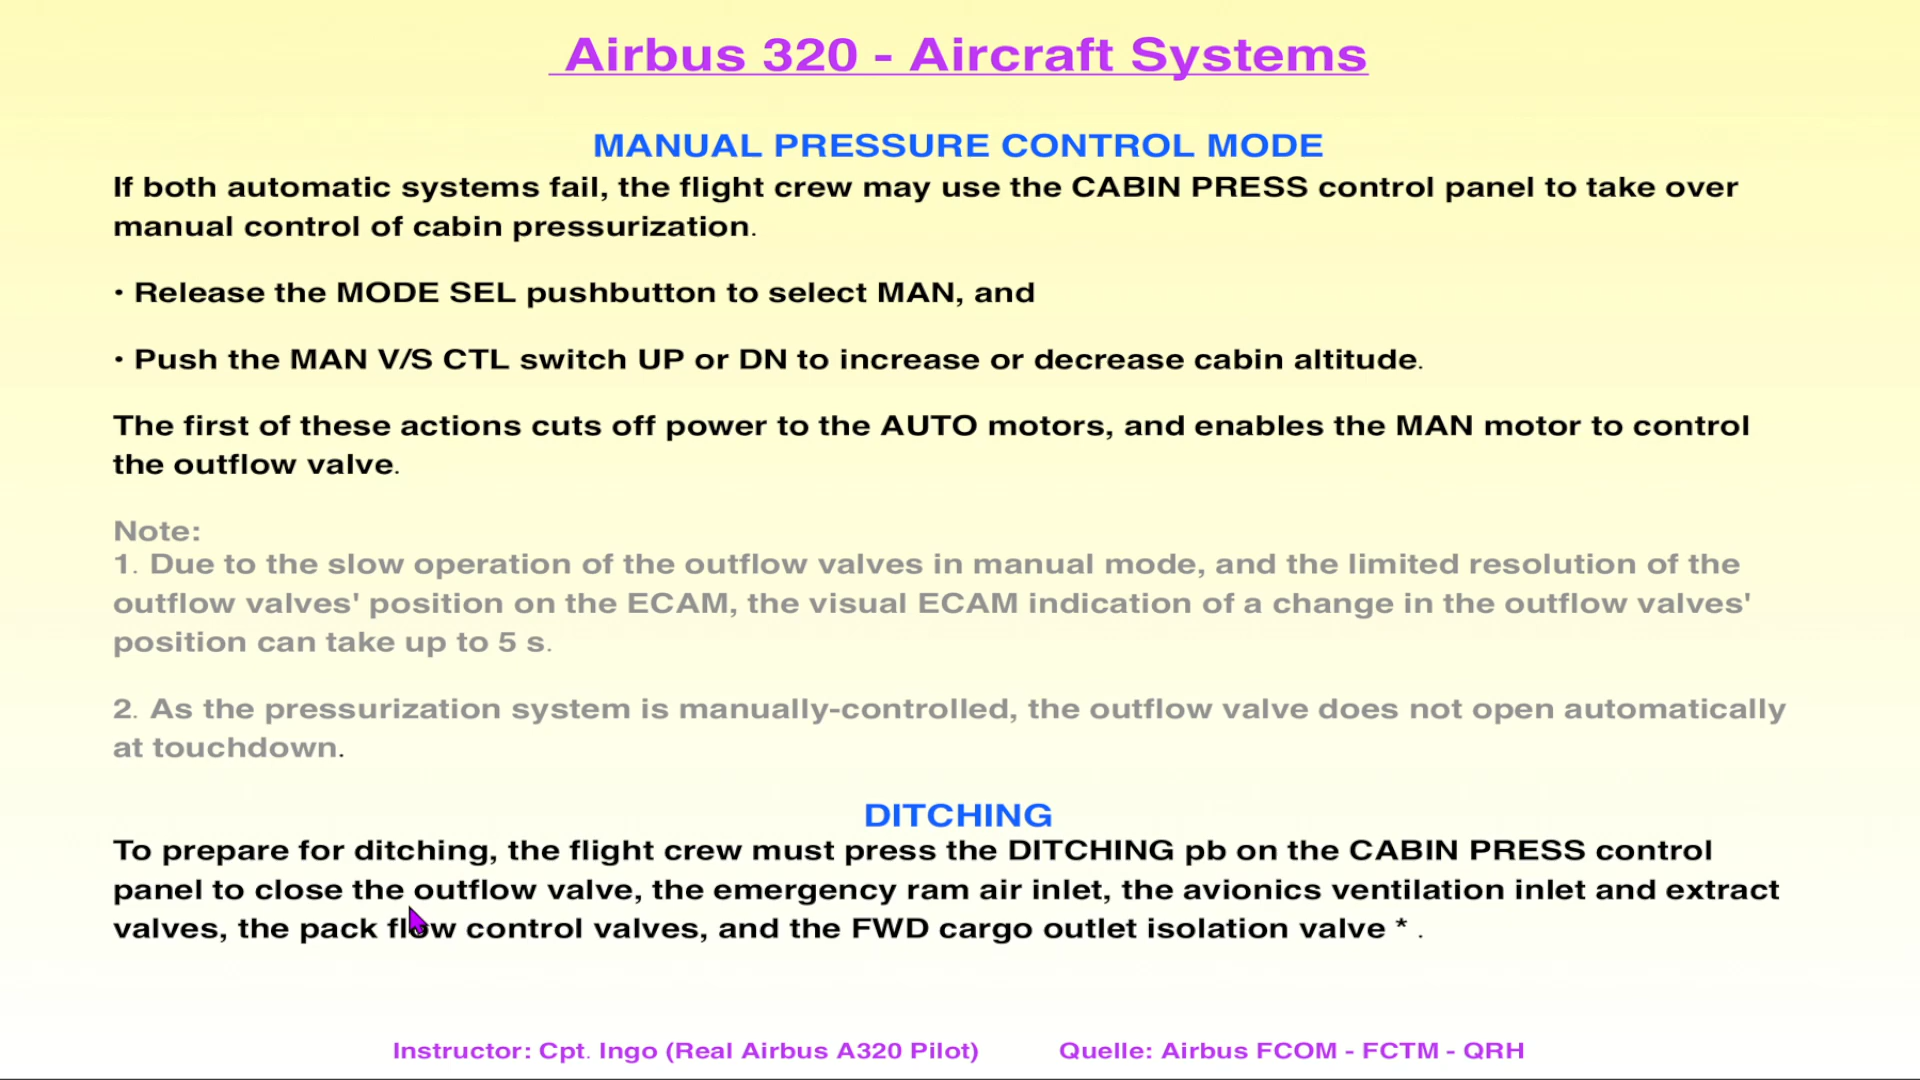 Airbus 320 - Aircraft Systems
MANUAL PRESSURE CONTROL MODE
If both automatic systems fail, the flight crew may use the CABIN PRESS control panel to take over
manual control of cabin pressurization.
• Release the MODE SEL pushbutton to select MAN, and
• Push the MAN V/S CTL switch UP or DN to increase or decrease cabin altitude.
The first of these actions cuts off power to the AUTO motors, and enables the MAN motor to control
the outflow valve.
Note:
1. Due to the slow operation of the outflow valves in manual mode, and the limited resolution of the
outflow valves' position on the ECAM, the visual ECAM indication of a change in the outflow valves'
position can take up to 5 s.
2. As the pressurization system is manually-controlled, the outflow valve does not open automatically
at touchdown.
DITCHING
To prepare for ditching, the flight crew must press the DITCHING pb on the CABIN PRESS control
panel to close the outflow valve, the emergency ram air inlet, the avionics ventilation inlet and extract
valves, the pack flow control valves, and the FWD cargo outlet isolation valve * .
Instructor: Cpt. Ingo (Real Airbus A320 Pilot) Quelle: Airbus FCOM - FCTM - QRH